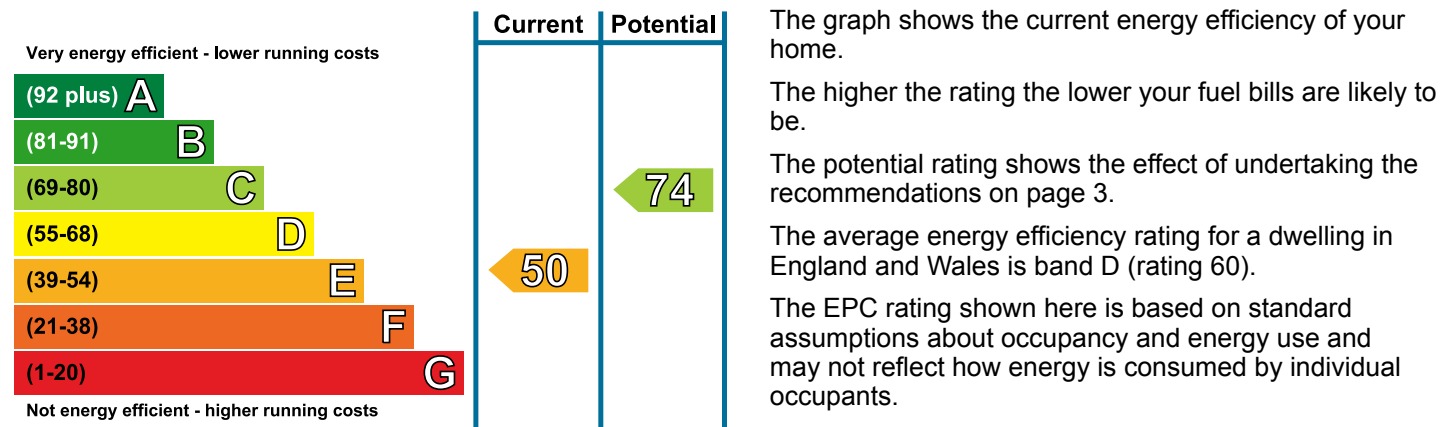 Current Potential
Very energy efficient - lower running costs
(92 plus) A
(81-91) B
(69-80) C
(55-68) D
(39-54) E
(21-38) F
(1-20) G
Not energy efficient - higher running costs
74
50
The graph shows the current energy efficiency of your
home.
The higher the rating the lower your fuel bills are likely to
be.
The potential rating shows the effect of undertaking the
recommendations on page 3.
The average energy efficiency rating for a dwelling in
England and Wales is band D (rating 60).
The EPC rating shown here is based on standard
assumptions about occupancy and energy use and
may not reflect how energy is consumed by individual
occupants.